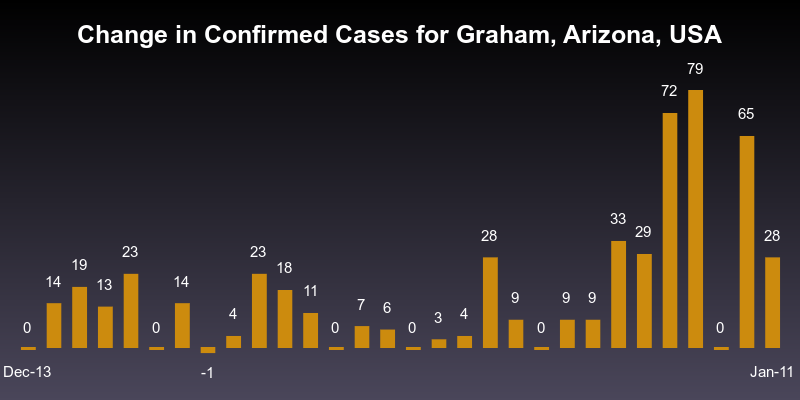 Change in Confirmed Cases for Graham, Arizona, USA
0 14 19 13 23 0 14 -1 4 23 18 11 0 7 6 0 3 4 28 9 0 9 9 33 29 72 79 0 65 28
Dec-13 Jan-11